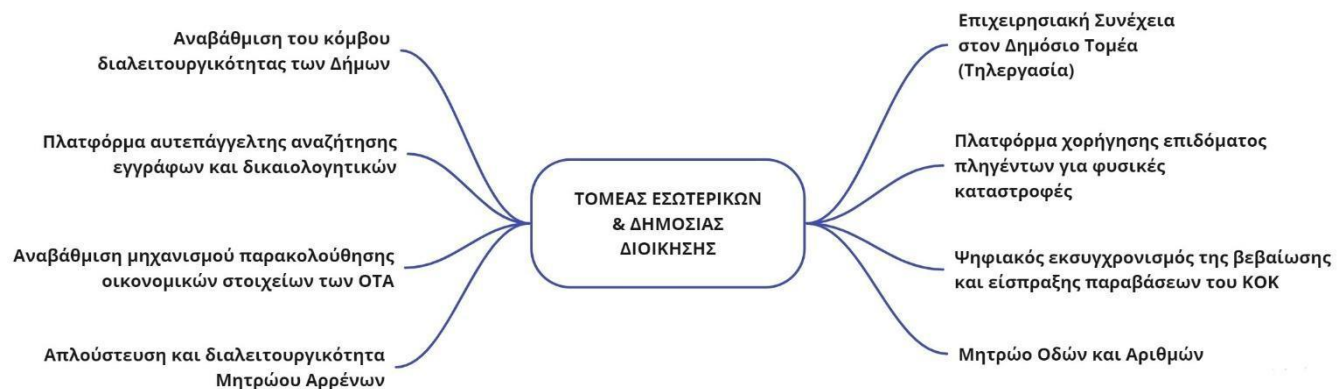 Αναβάθμιση του κόμβου
διαλειτουργικότητας των Δήμων
Πλατφόρμα αυτεπάγγελτης αναζήτησης
εγγράφων και δικαιολογητικών
Αναβάθμιση μηχανισμού παρακολούθησης
οικονομικών στοιχείων των ΟΤΑ
Απλούστευση και διαλειτουργικότητα
Μητρώου Αρρένων
ΤΟΜΕΑΣ ΕΣΩΤΕΡΙΚΩΝ
& ΔΗΜΟΣΙΑΣ
ΔΙΟΙΚΗΣΗΣ
Επιχειρησιακή Συνέχεια
στον Δημόσιο Τομέα
(Τηλεργασία)
Πλατφόρμα χορήγησης επιδόματος
πληγέντων για φυσικές
καταστροφές
Ψηφιακός εκσυγχρονισμός της βεβαίωσης
και είσπραξης παραβάσεων του ΚΟΚ
Μητρώο Οδών και Αριθμών